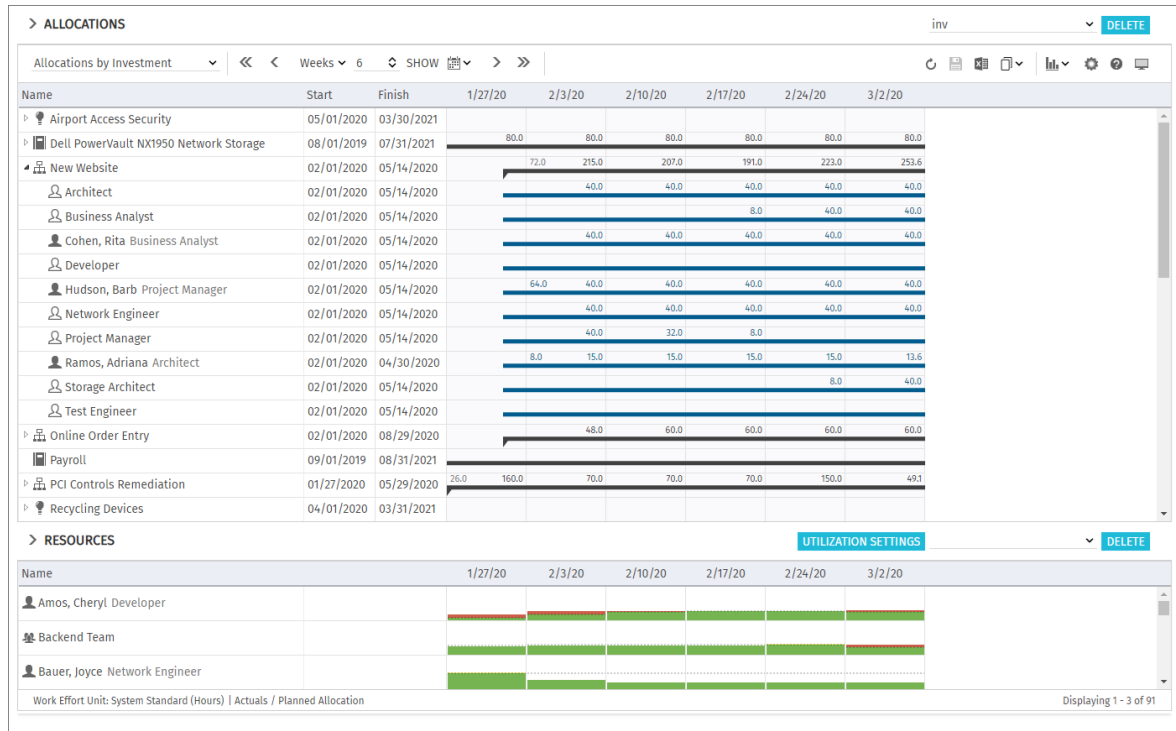 ALLOCATIONS inv DELETE
Allocations by Investment Weeks 6 SHOW
Name Start Finish 1/27/20 2/3/20 2/10/20 2/17/20 2/24/20 3/2/20
Airport Access Security 05/01/2020 03/30/2021
Dell PowerVault NX1950 Network Storage 08/01/2019 07/31/2021 80.0 80.0 80.0 80.0 80.0 80.0
New Website 02/01/2020 05/14/2020 72.0 215.0 207.0 191.0 223.0 253.6
Architect 02/01/2020 05/14/2020 40.0 40.0 40.0 40.0 40.0
Business Analyst 02/01/2020 05/14/2020 8.0 40.0 40.0
Cohen, Rita Business Analyst 02/01/2020 05/14/2020 40.0 40.0 40.0 40.0 40.0
Developer 02/01/2020 05/14/2020
Hudson, Barb Project Manager 02/01/2020 05/14/2020 64.0 40.0 40.0 40.0 40.0 40.0
Network Engineer 02/01/2020 05/14/2020 40.0 40.0 40.0 40.0 40.0
Project Manager 02/01/2020 05/14/2020 40.0 32.0 8.0
Ramos, Adriana Architect 02/01/2020 04/30/2020 8.0 15.0 15.0 15.0 15.0 13.6
Storage Architect 02/01/2020 05/14/2020 8.0 40.0
Test Engineer 02/01/2020 05/14/2020
Online Order Entry 02/01/2020 08/29/2020 48.0 60.0 60.0 60.0 60.0
Payroll 09/01/2019 08/31/2021
PCI Controls Remediation 01/27/2020 05/29/2020 26.0 160.0 70.0 70.0 70.0 150.0 49.1
Recycling Devices 04/01/2020 03/31/2021
RESOURCES UTILIZATION SETTINGS DELETE
Name 1/27/20 2/3/20 2/10/20 2/17/20 2/24/20 3/2/20
Amos, Cheryl Developer
Backend Team
Bauer, Joyce Network Engineer
Work Effort Unit: System Standard (Hours) | Actuals / Planned Allocation Displaying 1 - 3 of 91